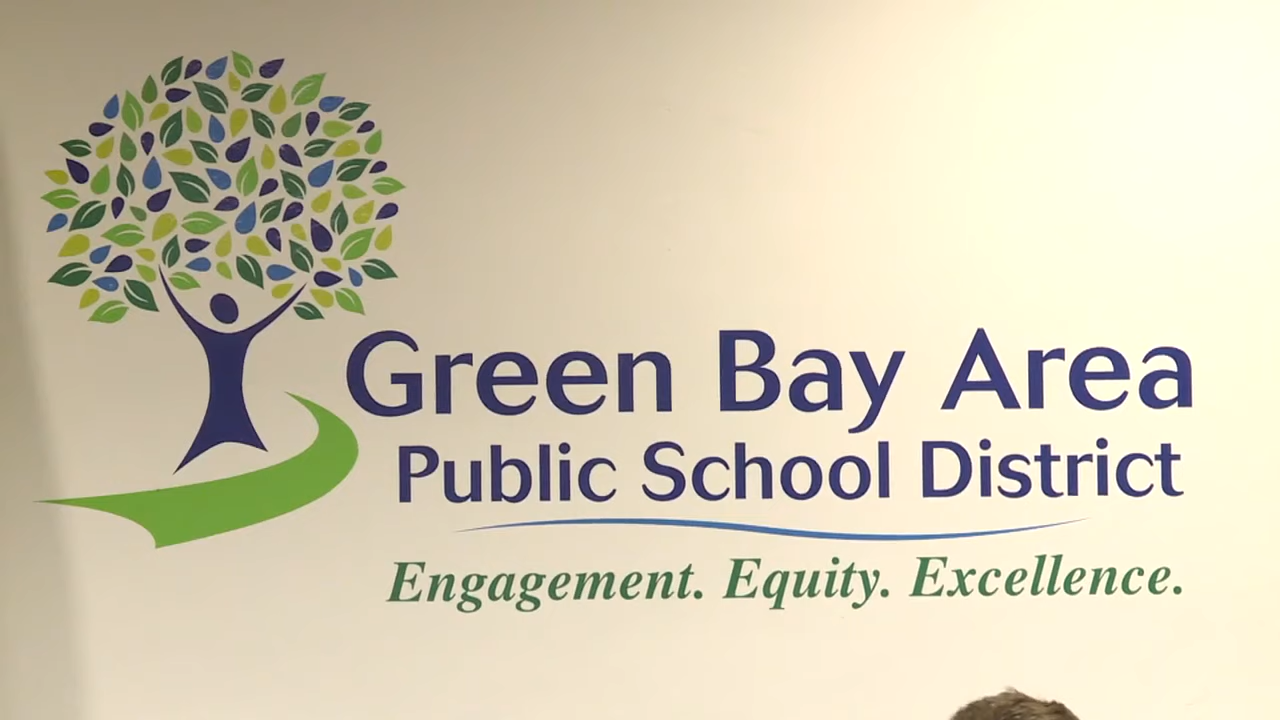 Green Bay Area
Public School District
Engagement. Equity. Excellence.